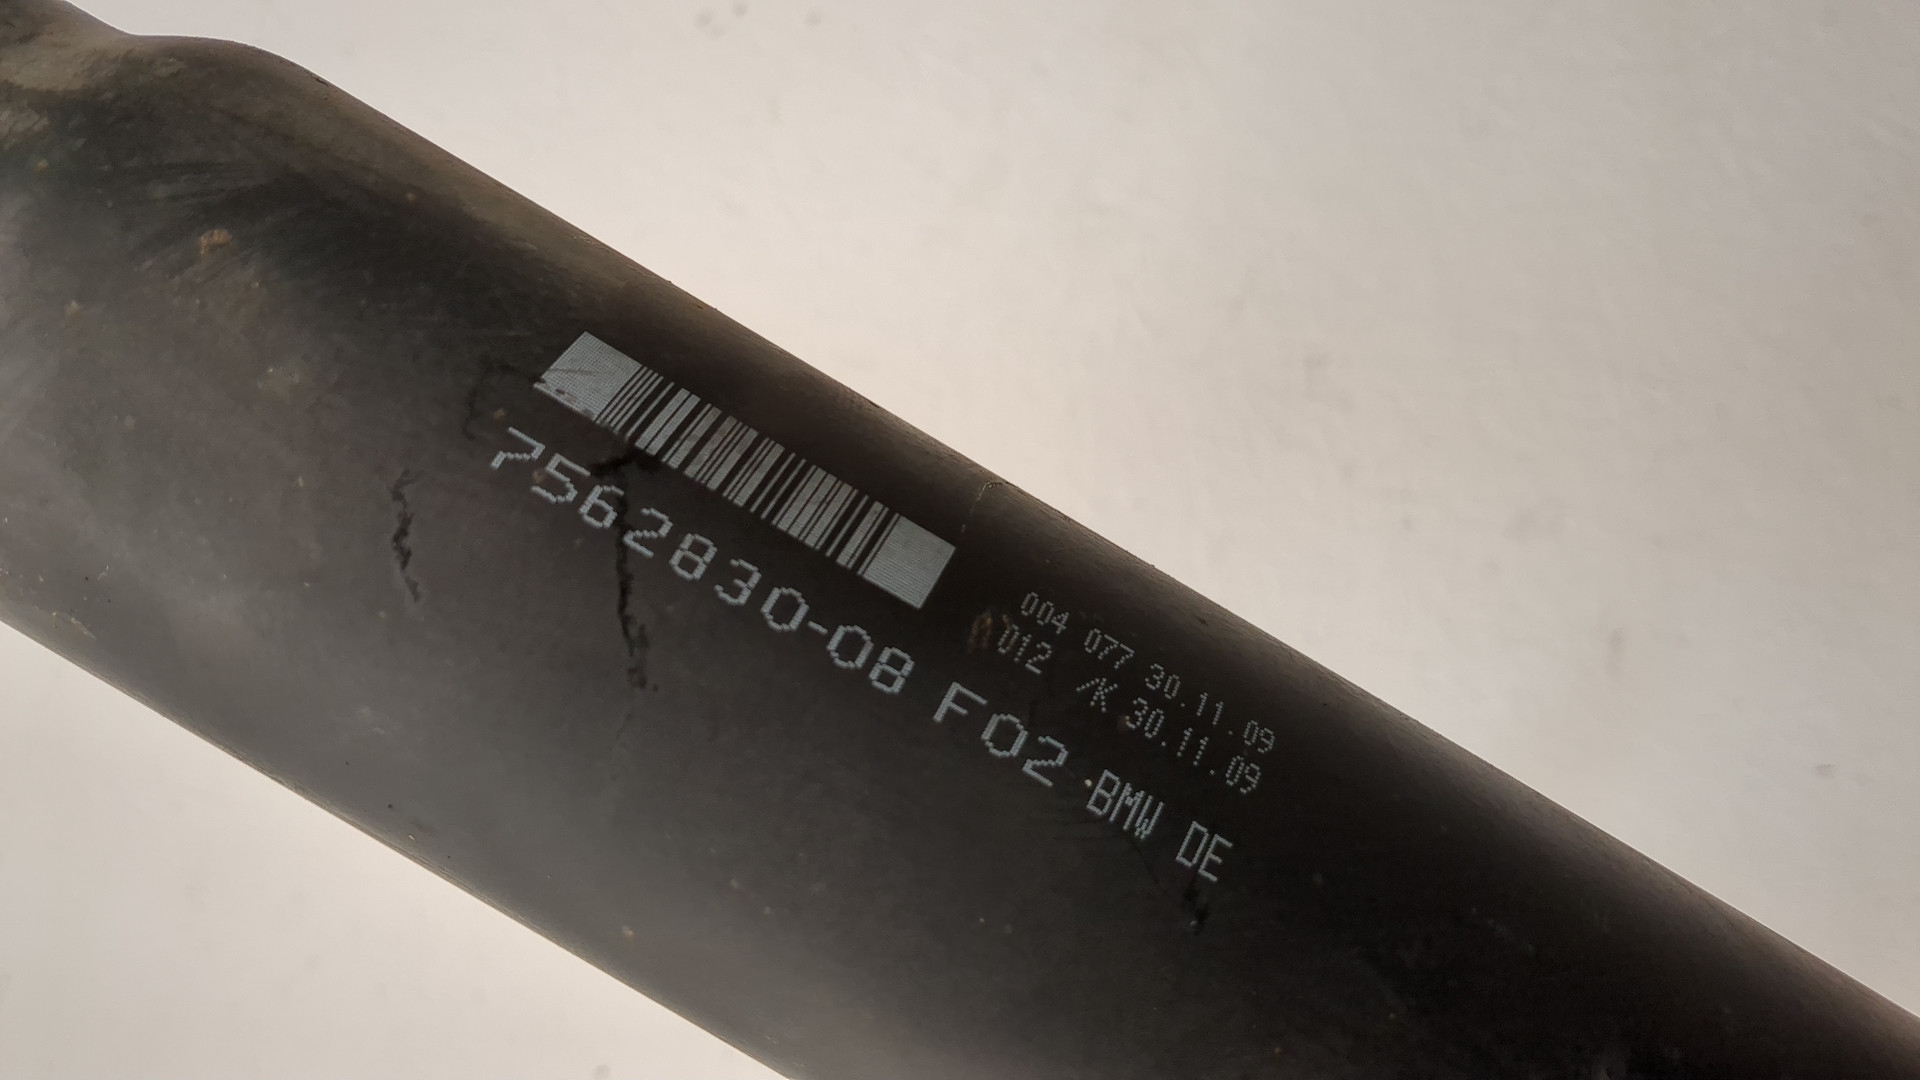 7562830-08 F02 BMW DE
004 077 30.11.09
012 /K 30.11.09